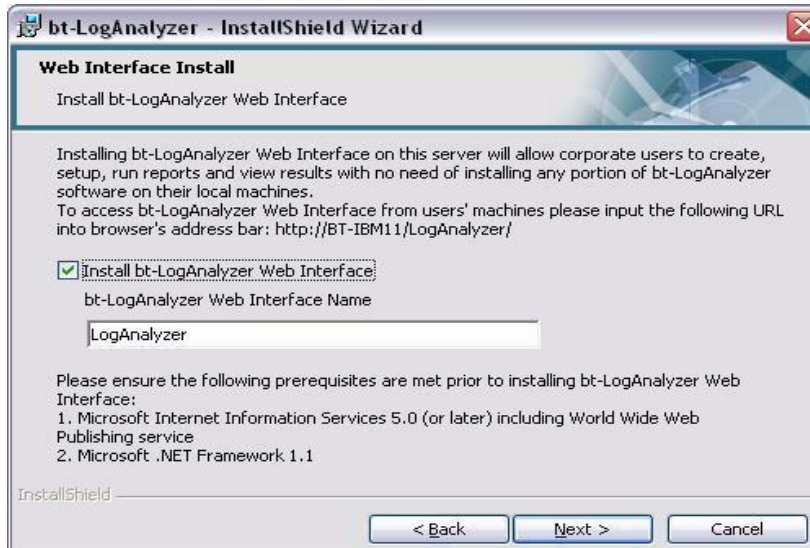 bt-LogAnalyzer - InstallShield Wizard
Web Interface Install
Install bt-LogAnalyzer Web Interface
Installing bt-LogAnalyzer Web Interface on this server will allow corporate users to create,
setup, run reports and view results with no need of installing any portion of bt-LogAnalyzer
software on their local machines.
To access bt-LogAnalyzer Web Interface from users' machines please input the following URL
into browser's address bar: http://BT-IBM11/LogAnalyzer/
Install bt-LogAnalyzer Web Interface
bt-LogAnalyzer Web Interface Name
LogAnalyzer
Please ensure the following prerequisites are met prior to installing bt-LogAnalyzer Web
Interface:
1. Microsoft Internet Information Services 5.0 (or later) including World Wide Web
Publishing service
2. Microsoft .NET Framework 1.1
InstallShield
< Back Next > Cancel